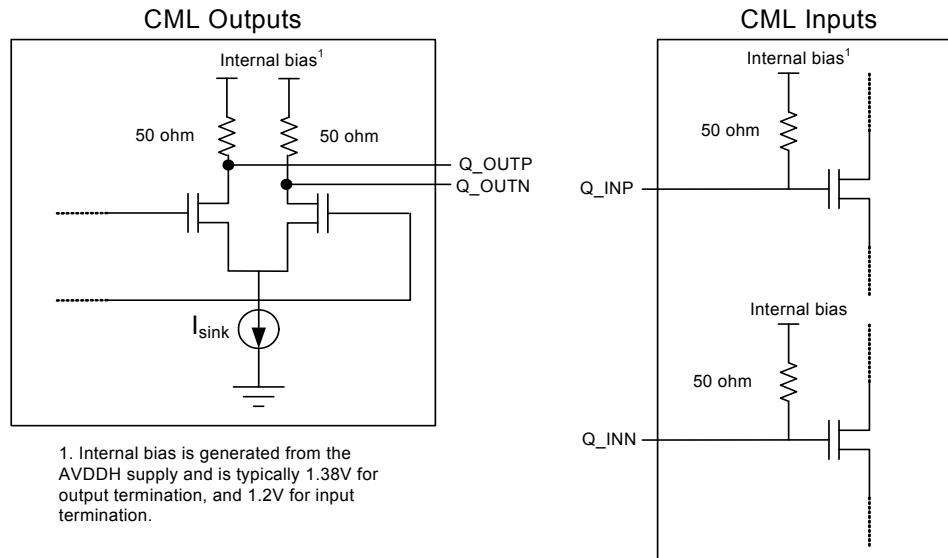 CML Outputs
Internal bias¹
50 ohm
50 ohm
Q_OUTP
Q_OUTN
Isink
1. Internal bias is generated from the
AVDDH supply and is typically 1.38V for
output termination, and 1.2V for input
termination.
CML Inputs
Internal bias¹
50 ohm
Q_INP
Internal bias
50 ohm
Q_INN